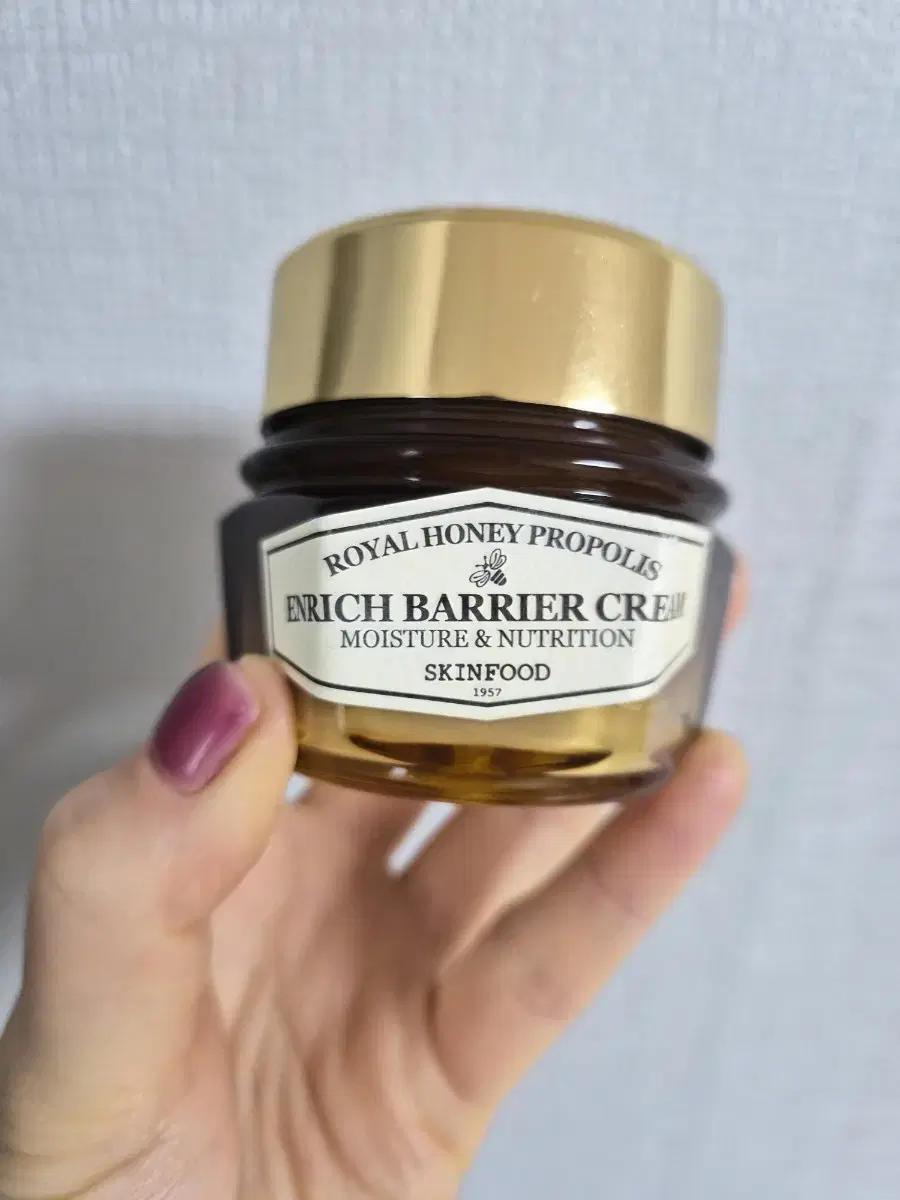 ROYAL HONEY PROPOLIS
ENRICH BARRIER CREAM
MOISTURE & NUTRITION
SKINFOOD
1957